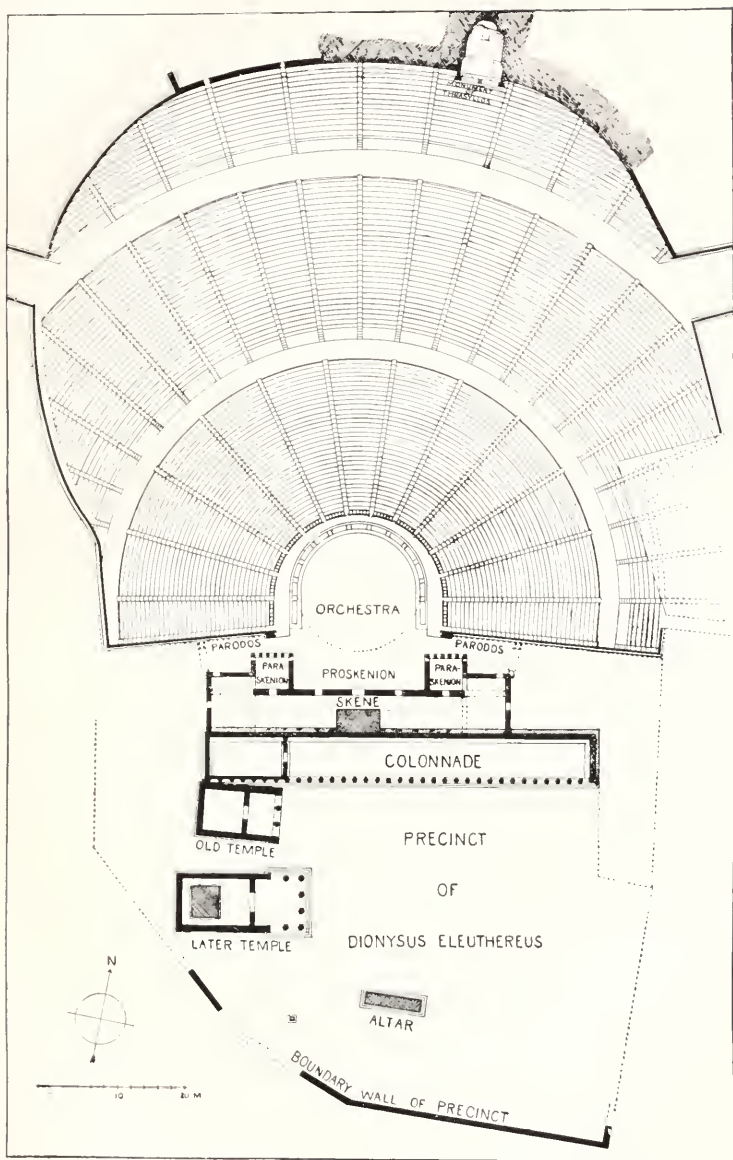 MONUMENT
THRASYLLOS
ORCHESTRA
PARODOS
PARODOS
PARA
SKENION
PROSKENION
PARA-
SKENION
SKENE
COLONNADE
OLD TEMPLE
PRECINCT
OF
DIONYSUS ELEUTHEREUS
LATER TEMPLE
N
ALTAR
10
20 M
BOUNDARY WALL OF PRECINCT